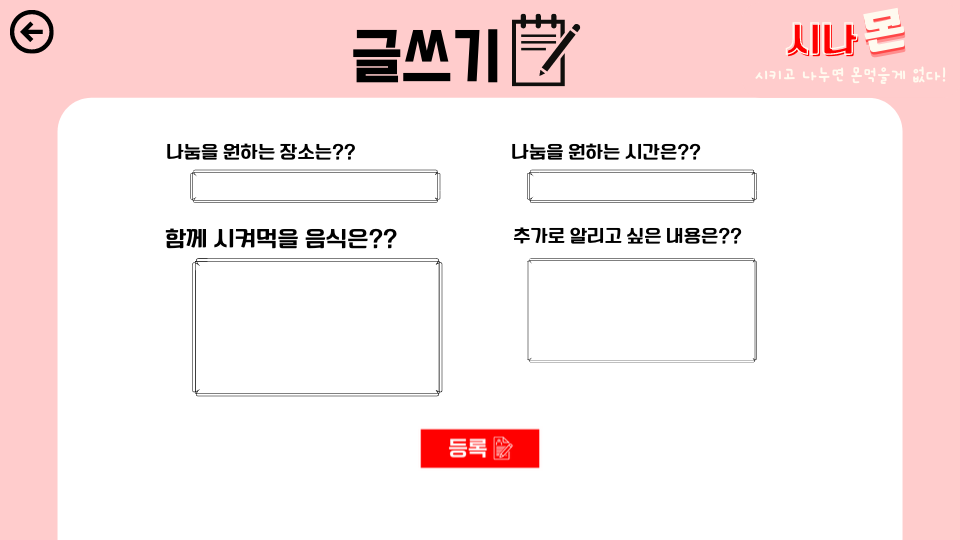 글쓰기
시나몬
시키고 나누면 몬먹을게 없다!
나눔을 원하는 장소는??
나눔을 원하는 시간은??
함께 시켜먹을 음식은??
추가로 알리고 싶은 내용은??
등록